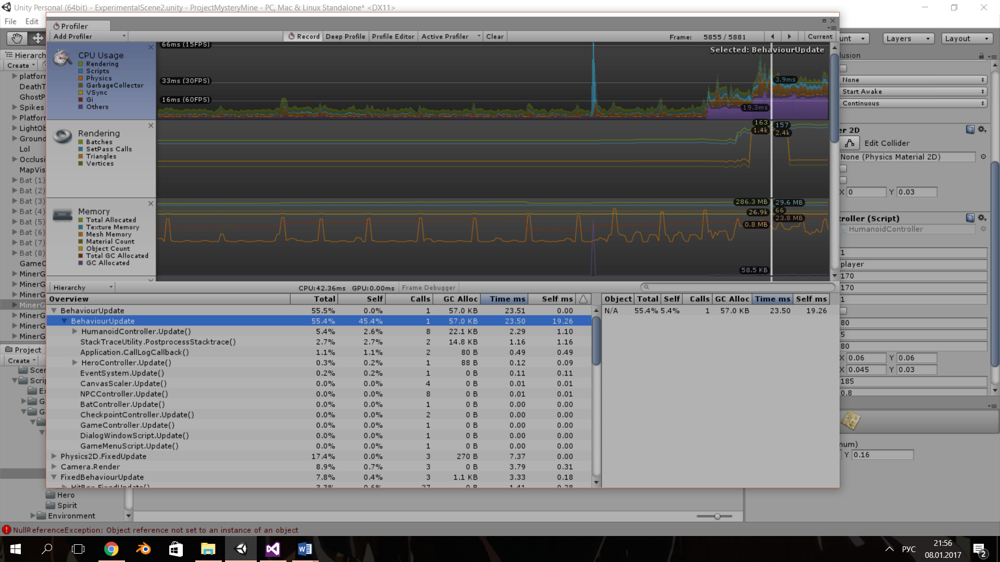 Unity Personal (64bit) - ExperimentalScene2.unity - ProjectMysteryMine - PC, Mac & Linux Standalone* <DX11>
File Edit
Profiler
Add Profiler Record Deep Profile Profile Editor Active Profiler Clear Frame: 5855 / 5881 Current
Layers Layout
Hierarch
Create
platforr
DeathT
GhostP
Spikes
Platforr
LightOb
Ground
Lol
Occlusi
MapVis
Bat (1)
Bat (2)
Bat (3)
Bat (4)
Bat (5)
Bat (6)
Bat (7)
Bat (8)
GameC
MinerG
MinerG
MinerG
MinerG
MinerG
MinerG
MinerG
Project
Create
Scer
Scri
Hero
Spirit
Environment
CPU Usage
Rendering
Scripts
Physics
GarbageCollector
VSync
Gi
Others
66ms (15FPS)
33ms (30FPS)
16ms (60FPS)
Selected: BehaviourUpdate
3.9ms
19.3ms
Rendering
Batches
SetPass Calls
Triangles
Vertices
163
157
1.4k
2.4k
Memory
Total Allocated
Texture Memory
Mesh Memory
Material Count
Object Count
Total GC Allocated
GC Allocated
286.3 MB
29.6 MB
26.9k
66
0.8 MB
23.8 MB
58.5 KB
Hierarchy CPU:42.36ms GPU:0.00ms Frame Debugger
Overview Total Self Calls GC Alloc Time ms Self ms
BehaviourUpdate 55.5% 0.0% 1 57.0 KB 23.51 0.00
BehaviourUpdate 55.4% 45.4% 1 57.0 KB 23.50 19.26
HumanoidController.Update() 5.4% 2.6% 8 22.1 KB 2.29 1.10
StackTraceUtility.PostprocessStacktrace() 2.7% 2.7% 2 14.8 KB 1.16 1.16
Application.CallLogCallback() 1.1% 1.1% 2 80 B 0.49 0.49
HeroController.Update() 0.3% 0.2% 1 88 B 0.12 0.09
EventSystem.Update() 0.2% 0.2% 1 0 B 0.11 0.11
CanvasScaler.Update() 0.0% 0.0% 4 0 B 0.01 0.01
NPCController.Update() 0.0% 0.0% 8 0 B 0.01 0.01
BatController.Update() 0.0% 0.0% 1 0 B 0.00 0.00
CheckpointController.Update() 0.0% 0.0% 2 0 B 0.00 0.00
GameController.Update() 0.0% 0.0% 1 0 B 0.00 0.00
DialogWindowScript.Update() 0.0% 0.0% 1 0 B 0.00 0.00
GameMenuScript.Update() 0.0% 0.0% 1 0 B 0.00 0.00
Physics2D.FixedUpdate 17.4% 0.0% 3 270 B 7.37 0.00
Camera.Render 8.9% 0.7% 3 0 B 3.79 0.31
FixedBehaviourUpdate 7.8% 0.4% 3 1.1 KB 3.33 0.18
HitBox.FixedUpdate() 3.3% 0.6% 27 0 B 1.41 0.28
Object Total Self Calls GC Alloc Time ms Self ms
N/A 55.4% 5.4% 1 57.0 KB 23.50 19.26
lusion
None
Start Awake
Continuous
er 2D
Edit Collider
None (Physics Material 2D)
X 0 Y 0.03
troller (Script)
HumanoidController
1
player
170
170
1
80
5
80
X 0.06 Y 0.06
X 0.045 Y 0.03
185
0.8
num)
Y 0.16
NullReferenceException: Object reference not set to an instance of an object
РУС
21:56
08.01.2017
2